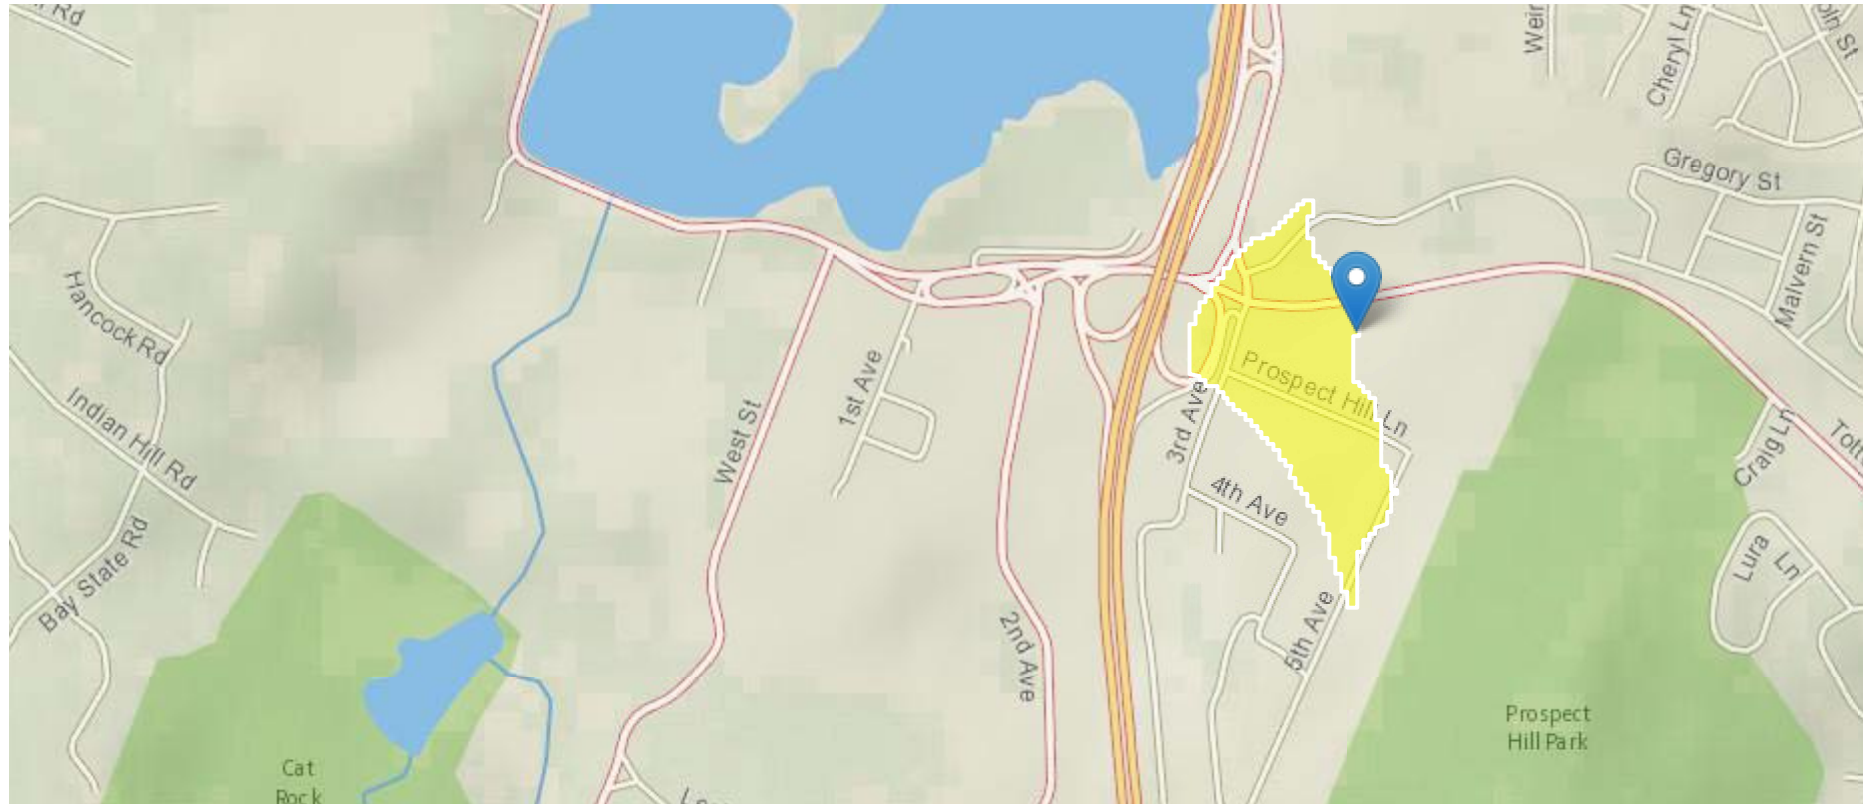 Rd
Weir
Cheryl Ln
oln St
Gregory St
Malvern St
Hancock Rd
Indian Hill Rd
Bay State Rd
West St
1st Ave
2nd Ave
3rd Ave
Prospect Hill Ln
4th Ave
5th Ave
Craig Ln
Lura Ln
Prospect
Hill Park
Cat
Rock